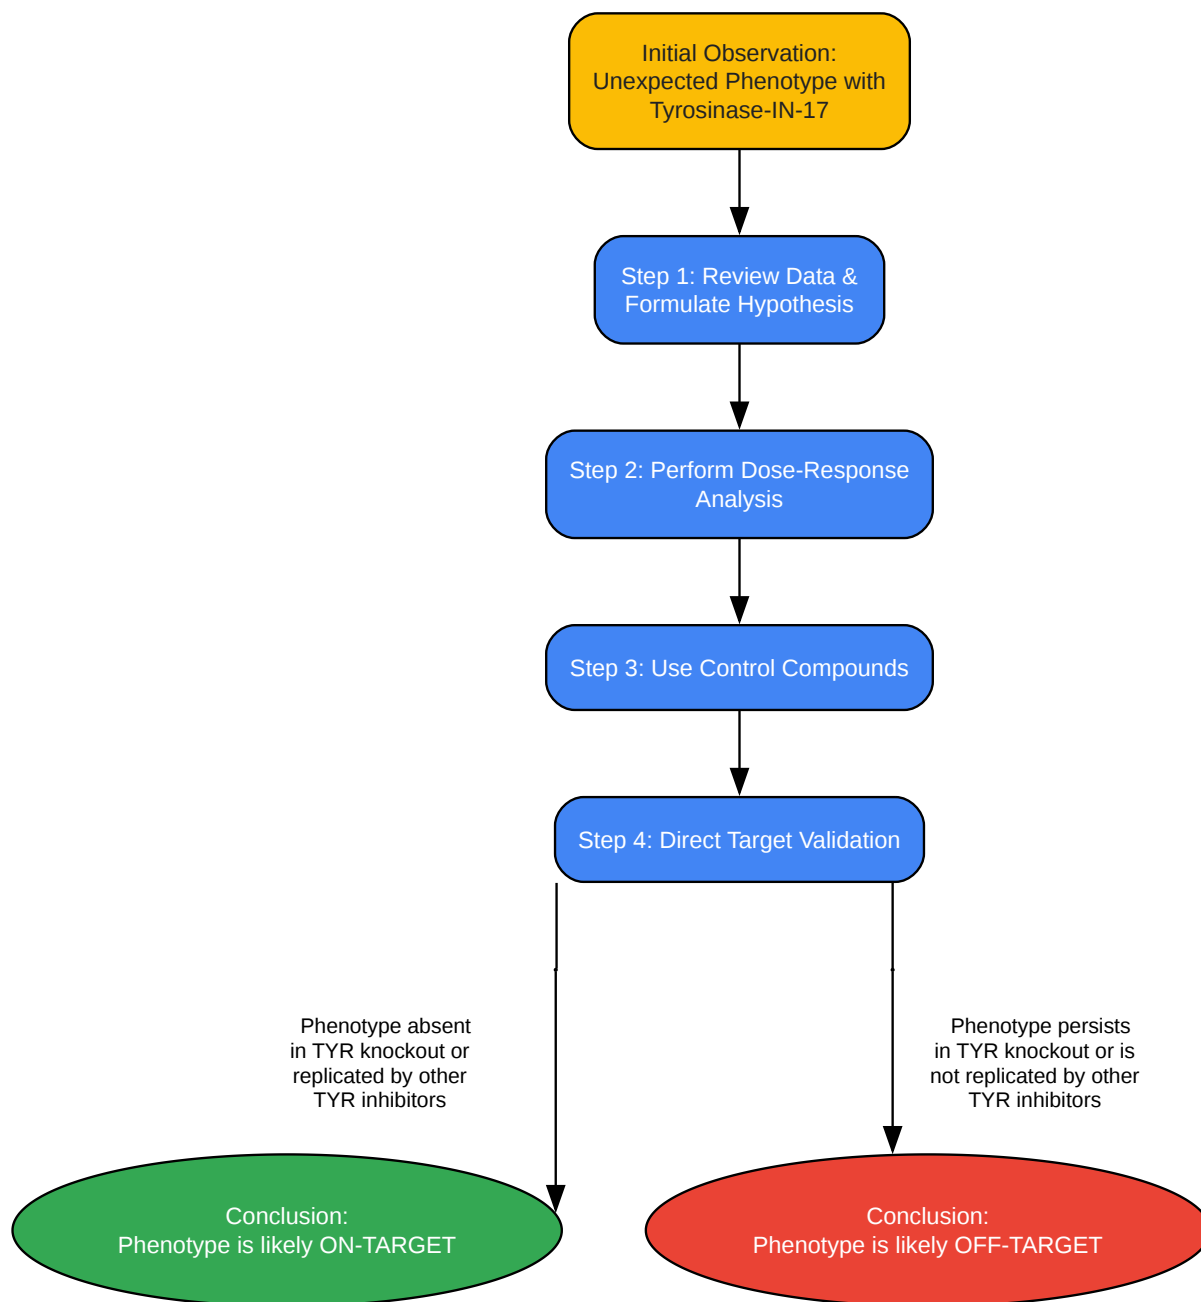 Initial Observation:
Unexpected Phenotype with
Tyrosinase-IN-17
Step 1: Review Data &
Formulate Hypothesis
Step 2: Perform Dose-Response
Analysis
Step 3: Use Control Compounds
Step 4: Direct Target Validation
Phenotype absent
in TYR knockout or
replicated by other
TYR inhibitors
Phenotype persists
in TYR knockout or is
not replicated by other
TYR inhibitors
Conclusion:
Phenotype is likely ON-TARGET
Conclusion:
Phenotype is likely OFF-TARGET